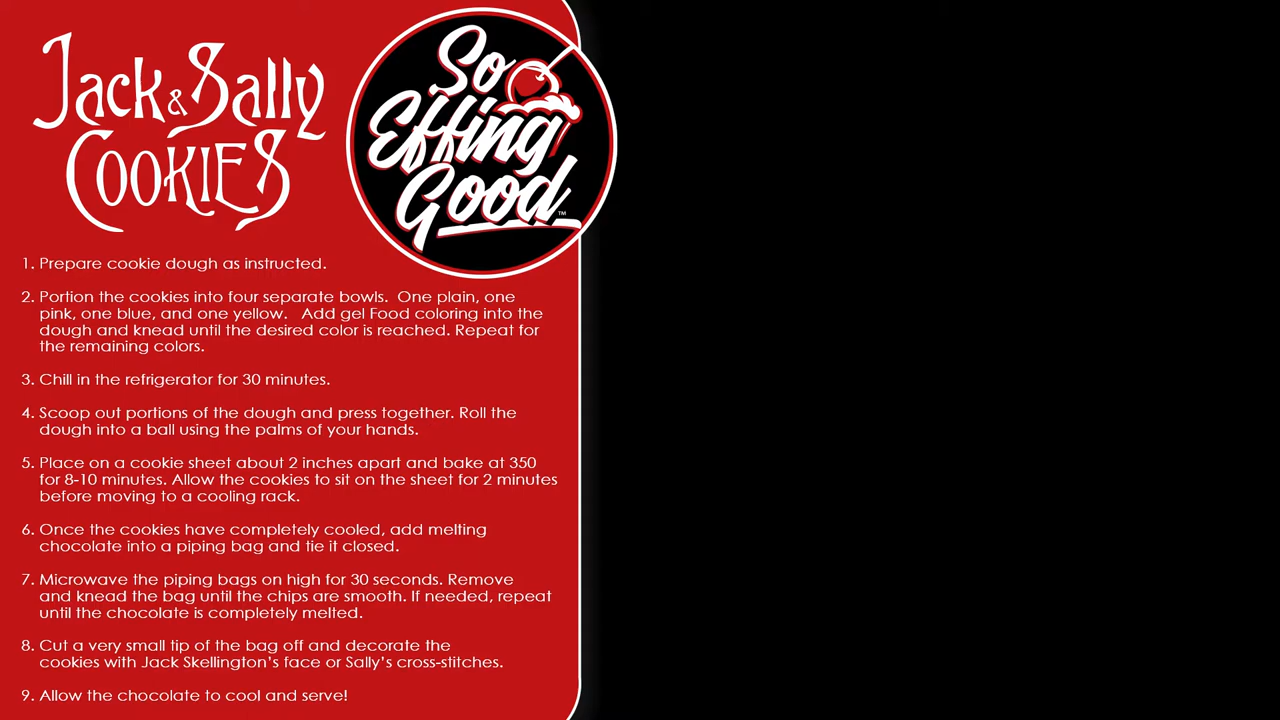 Jack & Sally
COOKIES
So
Effing
Good
™
1. Prepare cookie dough as instructed.
2. Portion the cookies into four separate bowls.  One plain, one
pink, one blue, and one yellow.   Add gel Food coloring into the
dough and knead until the desired color is reached. Repeat for
the remaining colors.
3. Chill in the refrigerator for 30 minutes.
4. Scoop out portions of the dough and press together. Roll the
dough into a ball using the palms of your hands.
5. Place on a cookie sheet about 2 inches apart and bake at 350
for 8-10 minutes. Allow the cookies to sit on the sheet for 2 minutes
before moving to a cooling rack.
6. Once the cookies have completely cooled, add melting
chocolate into a piping bag and tie it closed.
7. Microwave the piping bags on high for 30 seconds. Remove
and knead the bag until the chips are smooth. If needed, repeat
until the chocolate is completely melted.
8. Cut a very small tip of the bag off and decorate the
cookies with Jack Skellington's face or Sally's cross-stitches.
9. Allow the chocolate to cool and serve!